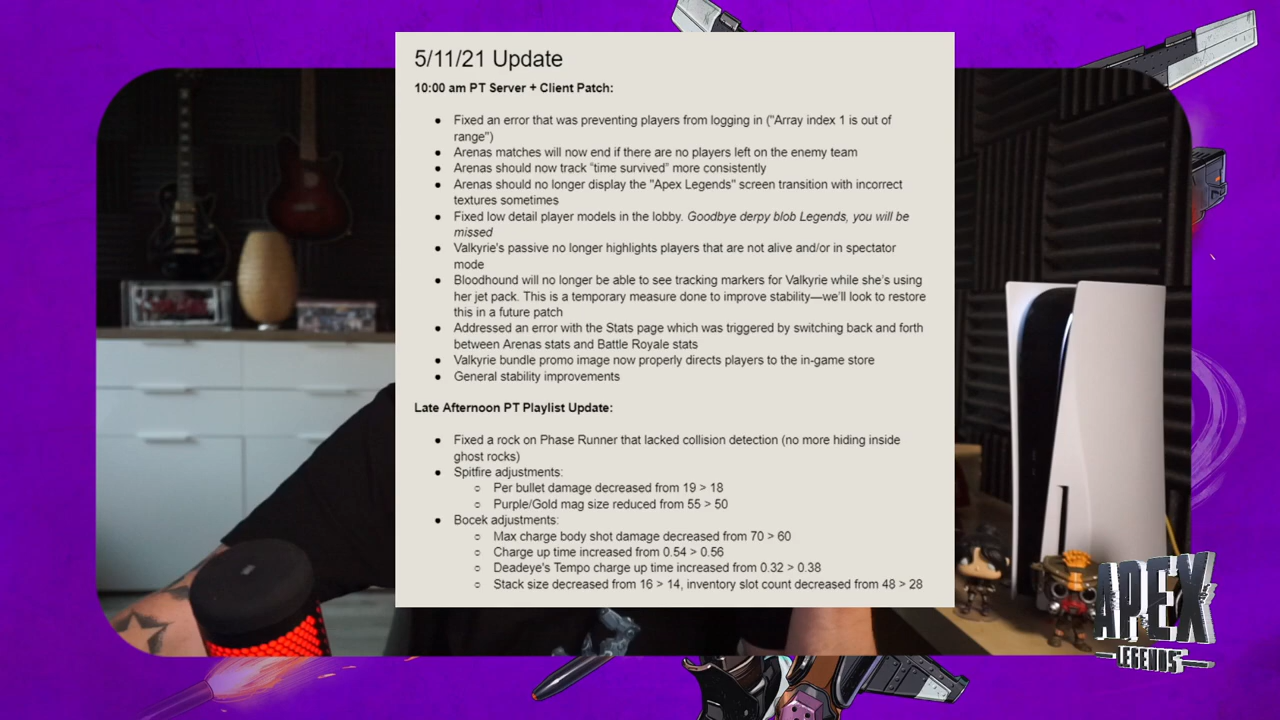 5/11/21 Update
10:00 am PT Server + Client Patch:
● Fixed an error that was preventing players from logging in ("Array index 1 is out of
range")
● Arenas matches will now end if there are no players left on the enemy team
● Arenas should now track “time survived” more consistently
● Arenas should no longer display the "Apex Legends" screen transition with incorrect
textures sometimes
● Fixed low detail player models in the lobby. Goodbye derpy blob Legends, you will be
missed
● Valkyrie's passive no longer highlights players that are not alive and/or in spectator
mode
● Bloodhound will no longer be able to see tracking markers for Valkyrie while she’s using
her jet pack. This is a temporary measure done to improve stability—we’ll look to restore
this in a future patch
● Addressed an error with the Stats page which was triggered by switching back and forth
between Arenas stats and Battle Royale stats
● Valkyrie bundle promo image now properly directs players to the in-game store
● General stability improvements
Late Afternoon PT Playlist Update:
● Fixed a rock on Phase Runner that lacked collision detection (no more hiding inside
ghost rocks)
● Spitfire adjustments:
○ Per bullet damage decreased from 19 > 18
○ Purple/Gold mag size reduced from 55 > 50
● Bocek adjustments:
○ Max charge body shot damage decreased from 70 > 60
○ Charge up time increased from 0.54 > 0.56
○ Deadeye's Tempo charge up time increased from 0.32 > 0.38
○ Stack size decreased from 16 > 14, inventory slot count decreased from 48 > 28
APEX
LEGENDS